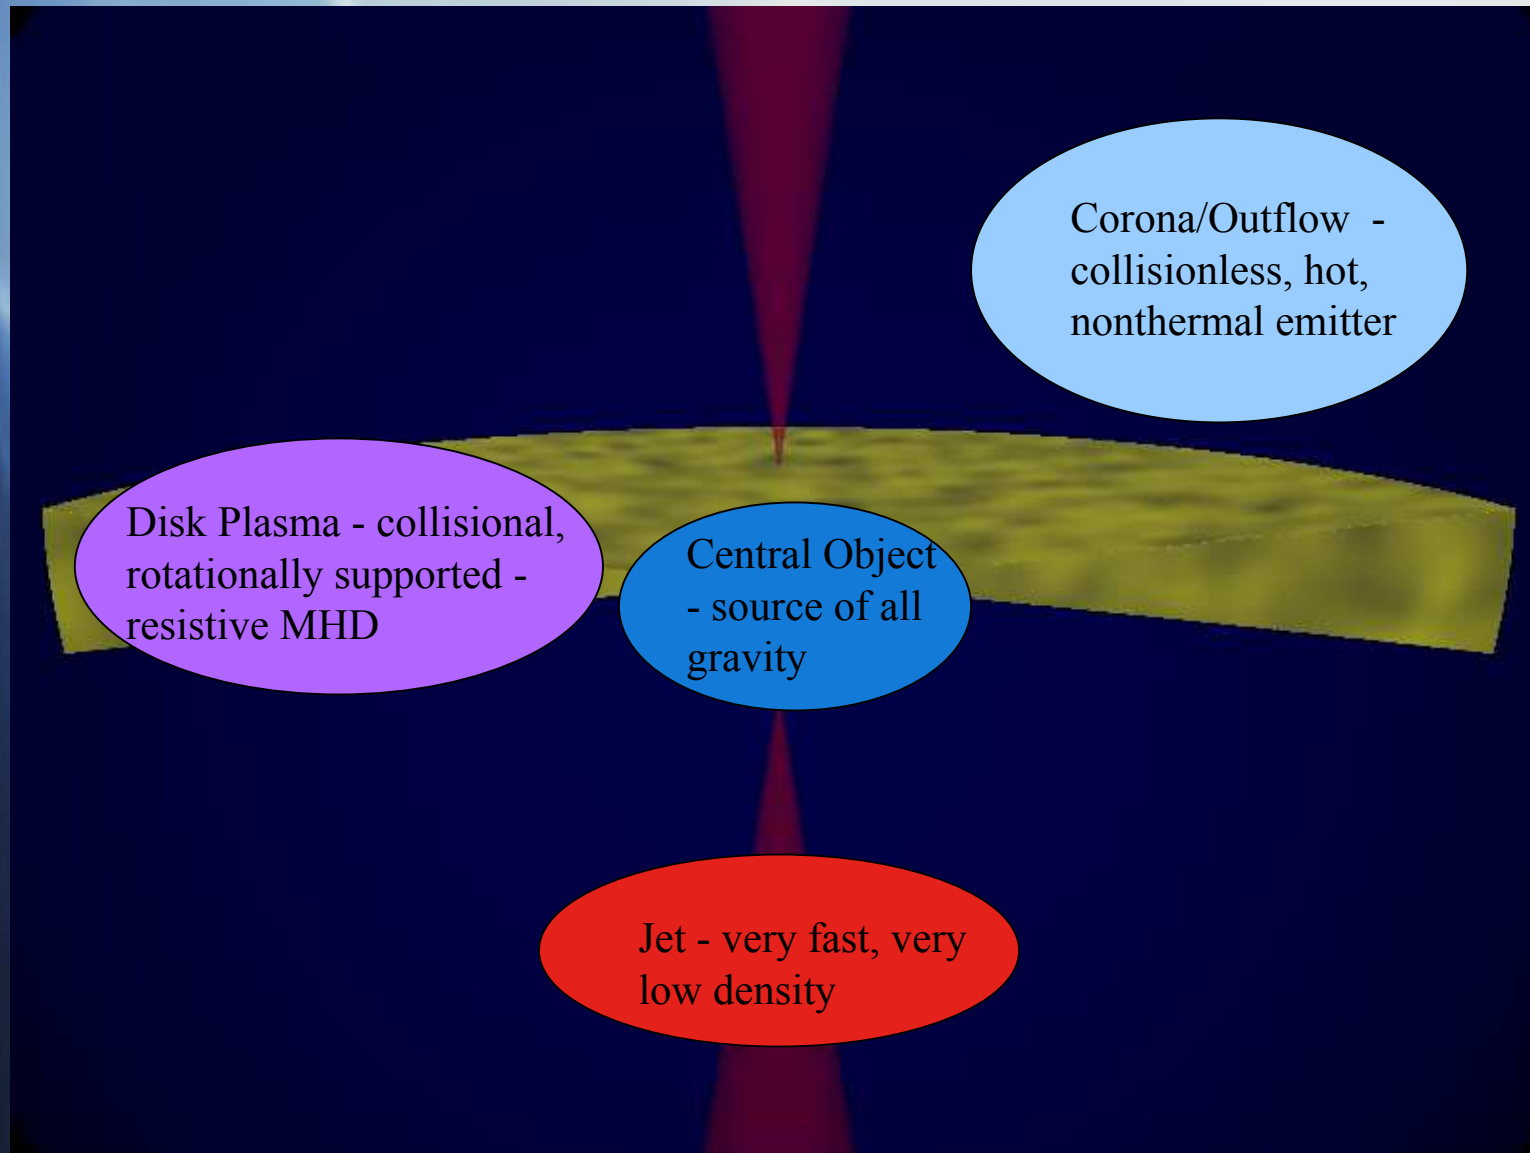 Corona/Outflow -
collisionless, hot,
nonthermal emitter
Disk Plasma - collisional,
rotationally supported -
resistive MHD
Central Object
- source of all
gravity
Jet - very fast, very
low density